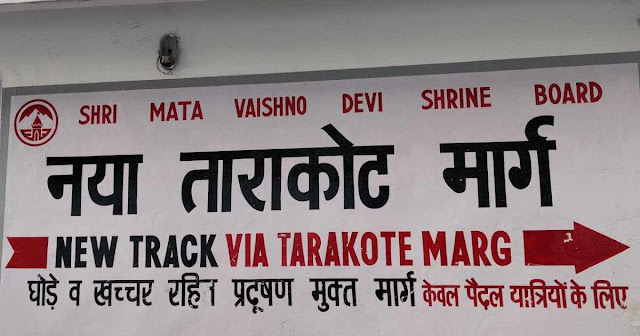 SHRI MATA VAISHNO DEVI SHRINE BOARD
नया ताराकोट मार्ग
NEW TRACK VIA TARAKOTE MARG
घोड़े व खच्चर रहित प्रदूषण मुक्त मार्ग केवल पैदल यात्रियों के लिए